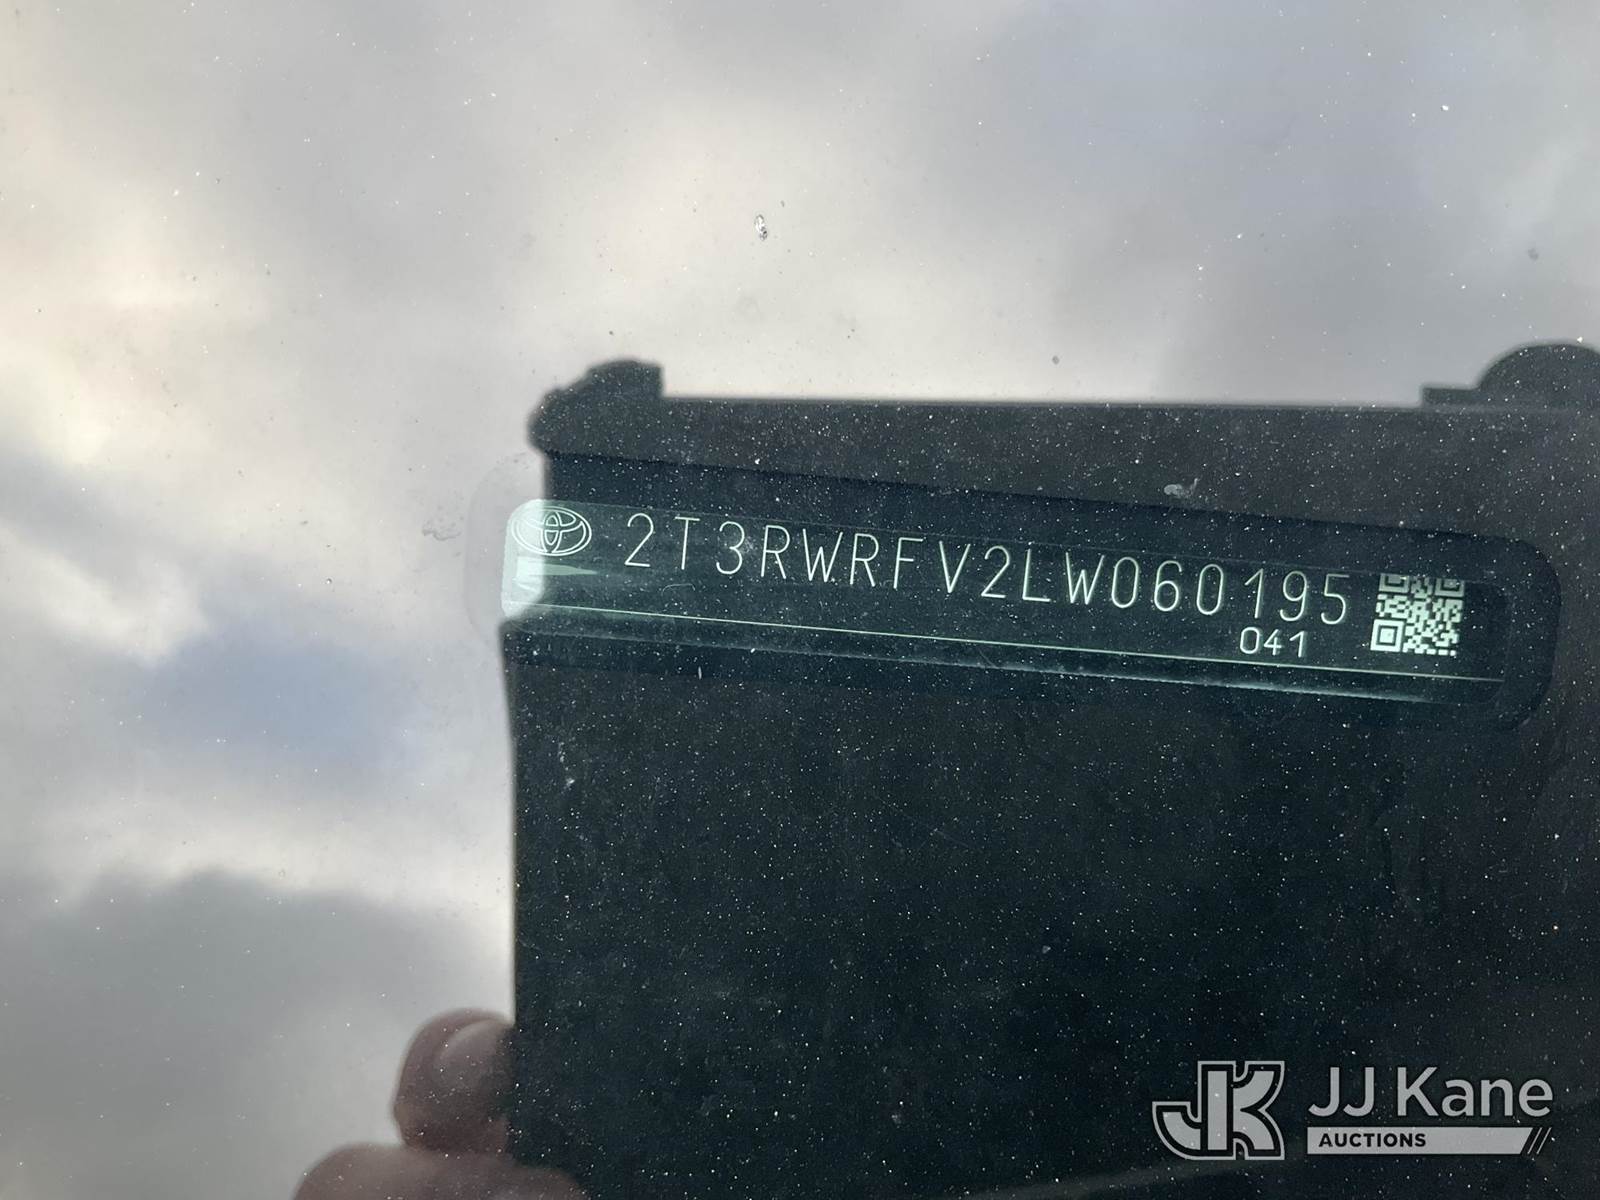 2T3RWRFV2LW060195
041
JJ Kane
AUCTIONS